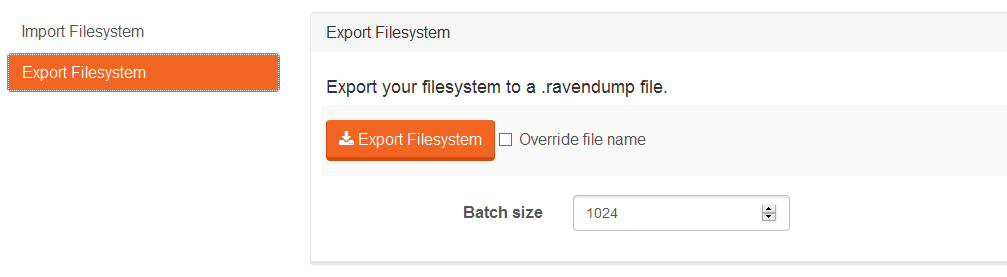 Import Filesystem
Export Filesystem
Export Filesystem
Export your filesystem to a .ravendump file.
Export Filesystem Override file name
Batch size 1024